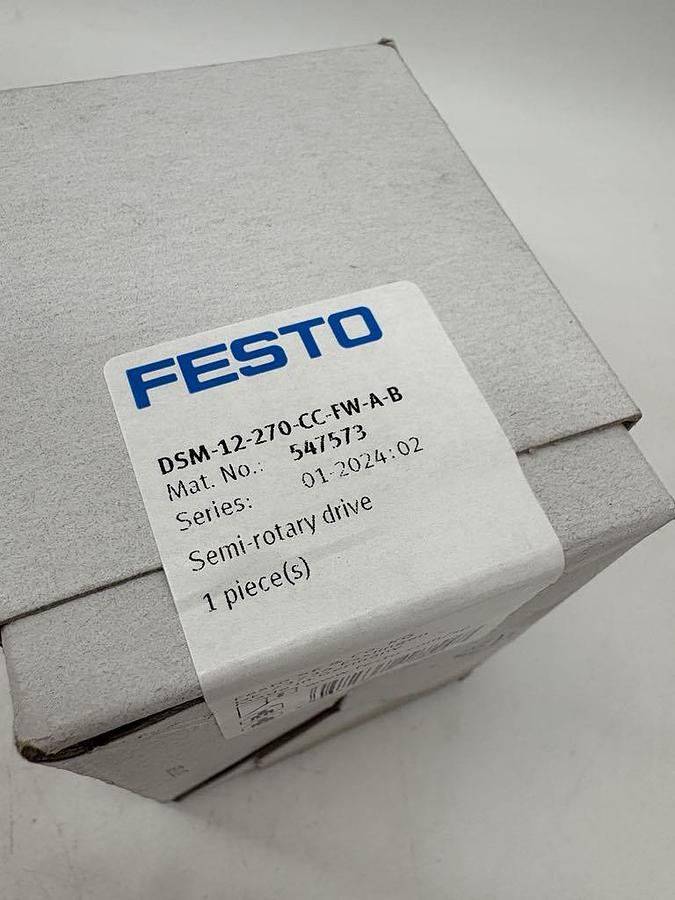 FESTO
DSM-12-270-CC-FW-A-B
Mat. No.: 547573
Series: 01-2024:02
Semi-rotary drive
1 piece(s)